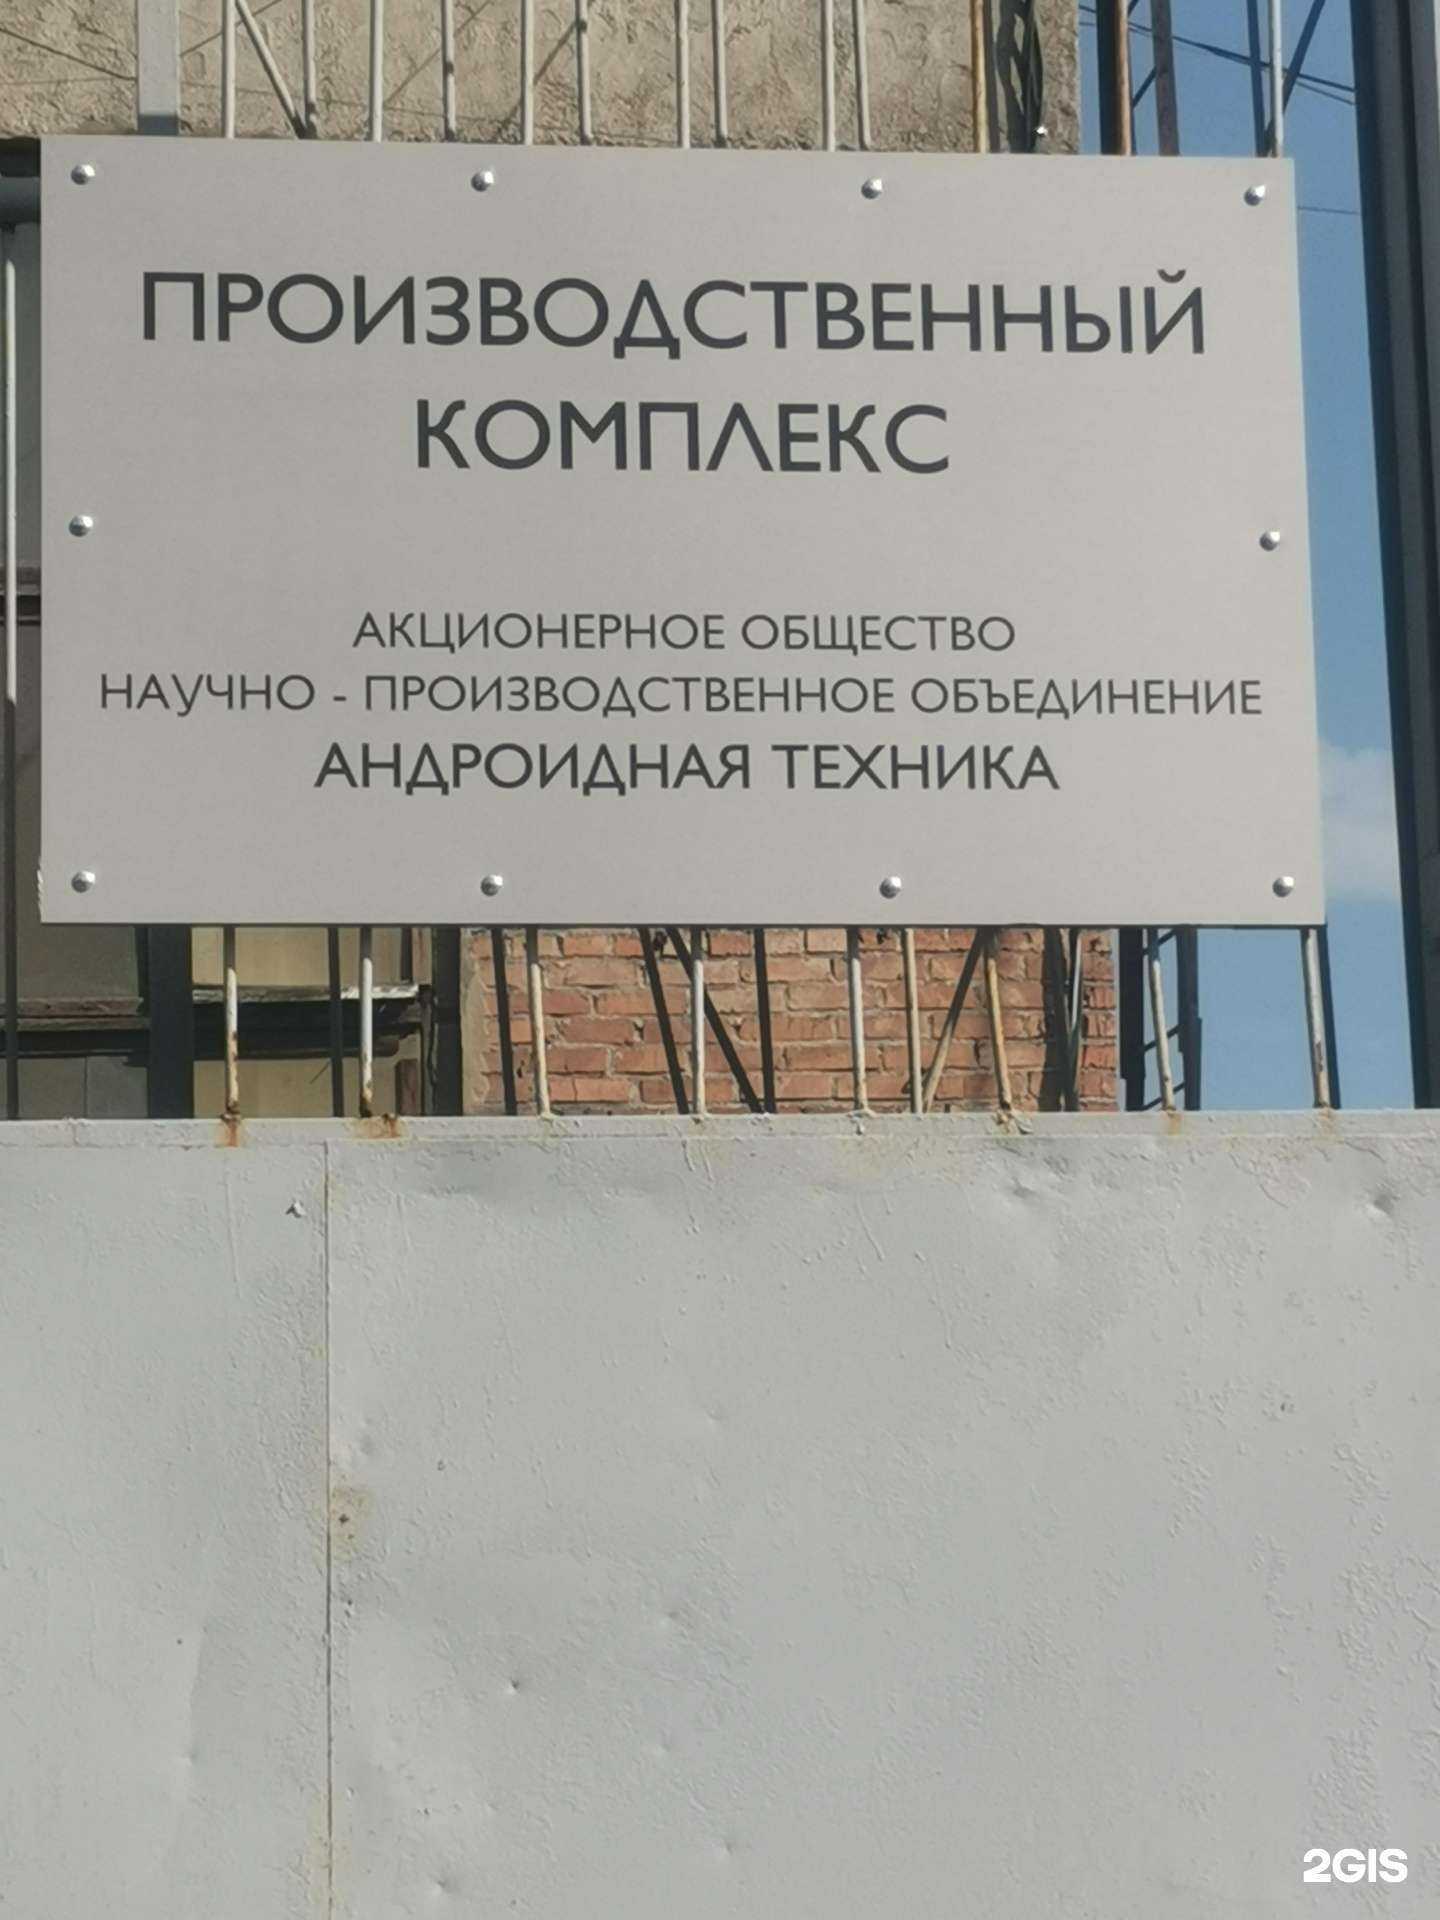 ПРОИЗВОДСТВЕННЫЙ
КОМПЛЕКС
АКЦИОНЕРНОЕ ОБЩЕСТВО
НАУЧНО - ПРОИЗВОДСТВЕННОЕ ОБЪЕДИНЕНИЕ
АНДРОИДНАЯ ТЕХНИКА
2GIS